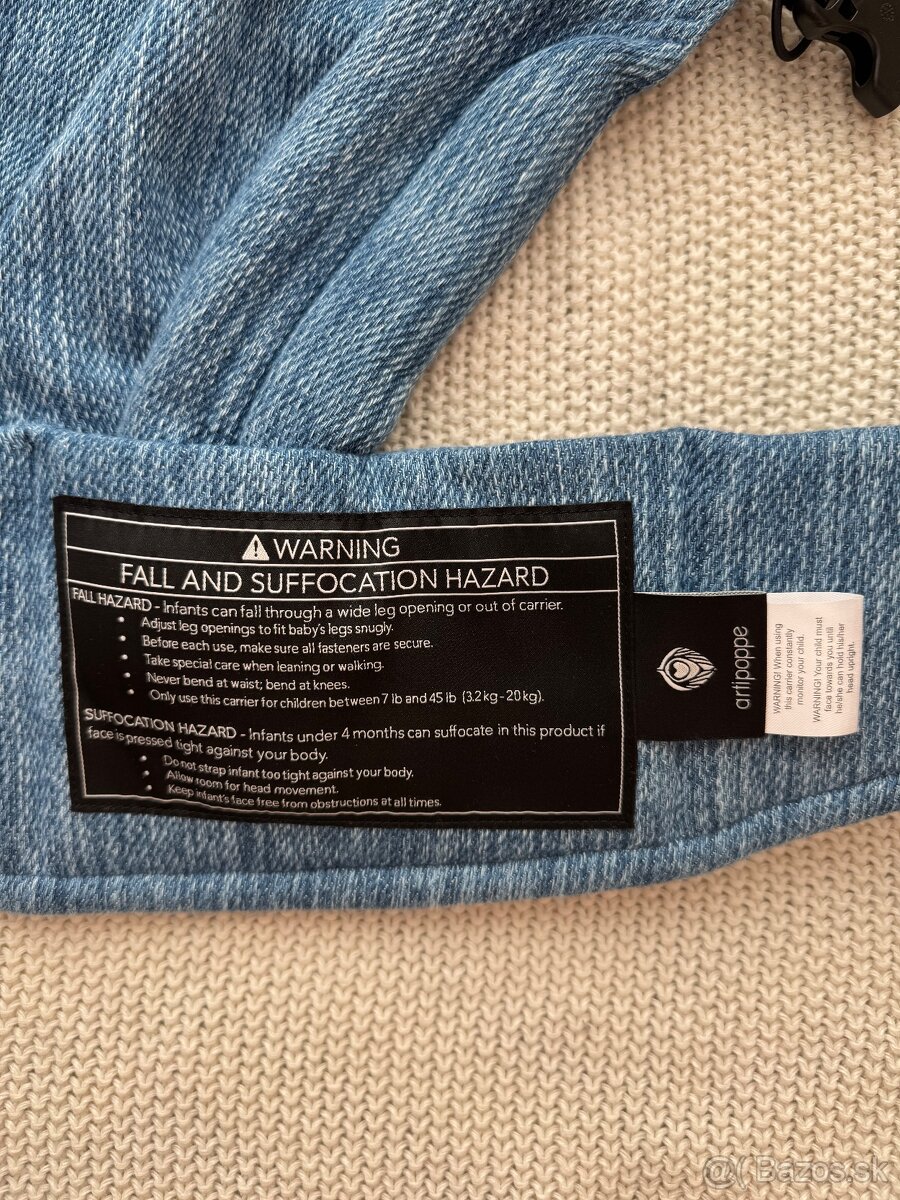 ⚠ WARNING
FALL AND SUFFOCATION HAZARD
FALL HAZARD - Infants can fall through a wide leg opening or out of carrier.
• Adjust leg openings to fit baby's legs snugly.
• Before each use, make sure all fasteners are secure.
• Take special care when leaning or walking.
• Never bend at waist; bend at knees.
• Only use this carrier for children between 7 lb and 45 lb (3.2 kg - 20 kg).
SUFFOCATION HAZARD - Infants under 4 months can suffocate in this product if
face is pressed tight against your body.
• Do not strap infant too tight against your body.
• Allow room for head movement.
• Keep infant's face free from obstructions at all times.
artipoppe
WARNING! When using
this carrier constantly
monitor your child.
WARNING! Your child must
face towards you until
he/she can hold his/her
head upright.
@( Bazos.sk